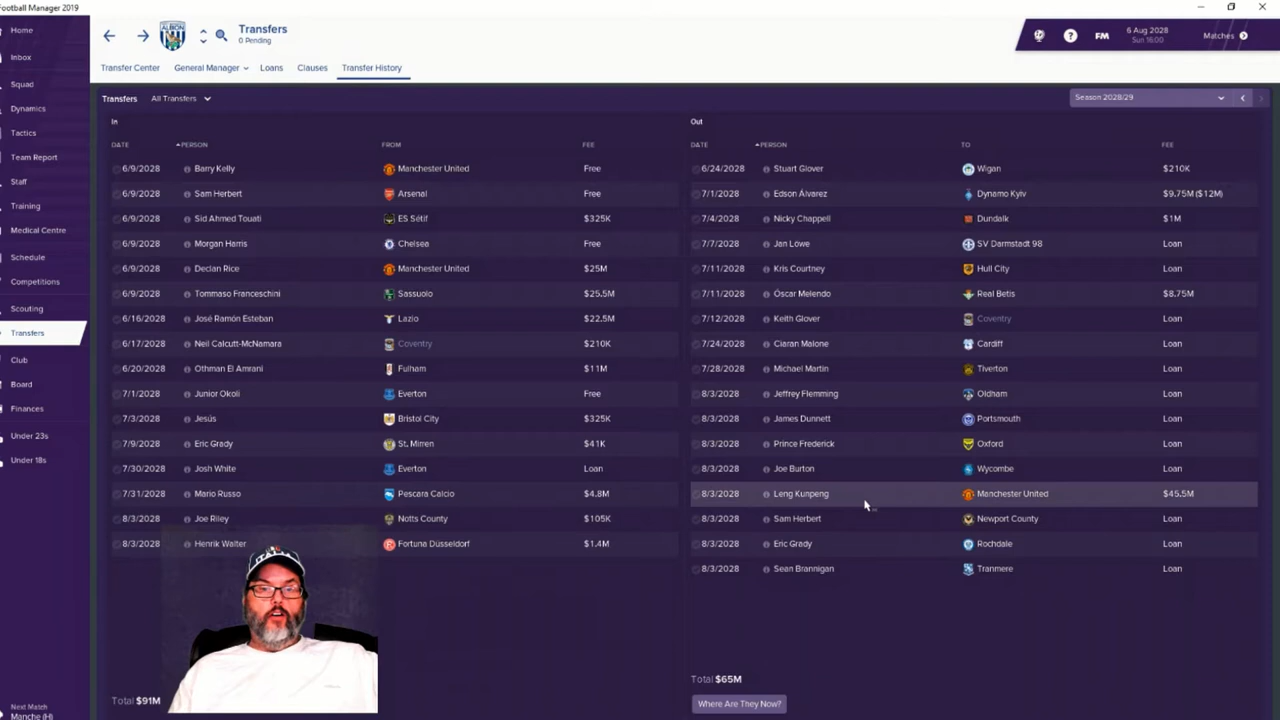 Football Manager 2019
Home
Inbox
Squad
Dynamics
Tactics
Team Report
Staff
Training
Medical Centre
Schedule
Competitions
Scouting
Transfers
Club
Board
Finances
Under 23s
Under 18s
Next Match
Manche (H)
ALBION
Transfers
0 Pending
FM
6 Aug 2028
Sun 16:00
Matches
Transfer Center General Manager Loans Clauses Transfer History
Transfers All Transfers Season 2028/29
In
DATE PERSON FROM FEE
6/9/2028 Barry Kelly Manchester United Free
6/9/2028 Sam Herbert Arsenal Free
6/9/2028 Sid Ahmed Touati ES Sétif $325K
6/9/2028 Morgan Harris Chelsea Free
6/9/2028 Declan Rice Manchester United $25M
6/9/2028 Tommaso Franceschini Sassuolo $25.5M
6/16/2028 José Ramón Esteban Lazio $22.5M
6/17/2028 Neil Calcutt-McNamara Coventry $210K
6/20/2028 Othman El Amrani Fulham $11M
7/1/2028 Junior Okoli Everton Free
7/3/2028 Jesús Bristol City $325K
7/9/2028 Eric Grady St. Mirren $41K
7/30/2028 Josh White Everton Loan
7/31/2028 Mario Russo Pescara Calcio $4.8M
8/3/2028 Joe Riley Notts County $105K
8/3/2028 Henrik Walter Fortuna Düsseldorf $1.4M
Total $91M
ITALIA
Out
DATE PERSON TO FEE
6/24/2028 Stuart Glover Wigan $210K
7/1/2028 Edson Álvarez Dynamo Kyiv $9.75M ($12M)
7/4/2028 Nicky Chappell Dundalk $1M
7/7/2028 Jan Löwe SV Darmstadt 98 Loan
7/11/2028 Kris Courtney Hull City Loan
7/11/2028 Óscar Melendo Real Betis $8.75M
7/12/2028 Keith Glover Coventry Loan
7/24/2028 Ciaran Malone Cardiff Loan
7/28/2028 Michael Martin Tiverton Loan
8/3/2028 Jeffrey Flemming Oldham Loan
8/3/2028 James Dunnett Portsmouth Loan
8/3/2028 Prince Frederick Oxford Loan
8/3/2028 Joe Burton Wycombe Loan
8/3/2028 Leng Kunpeng Manchester United $45.5M
8/3/2028 Sam Herbert Newport County Loan
8/3/2028 Eric Grady Rochdale Loan
8/3/2028 Sean Brannigan Tranmere Loan
Total $65M
Where Are They Now?